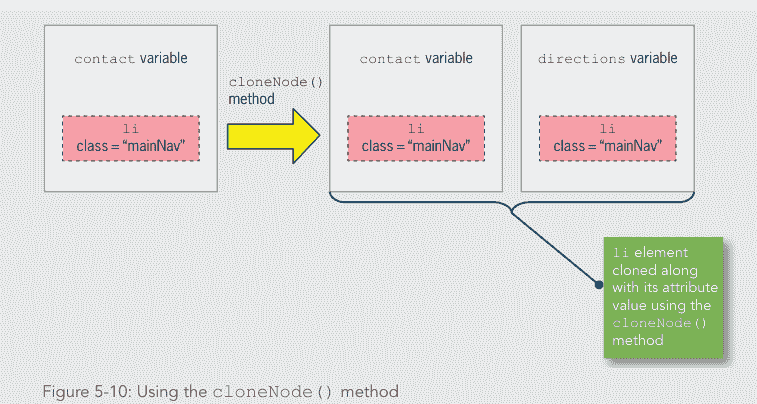 contact variable
li
class = “mainNav”
cloneNode()
method
contact variable
li
class = “mainNav”
directions variable
li
class = “mainNav”
li element
cloned along
with its attribute
value using the
cloneNode()
method
Figure 5-10: Using the cloneNode() method